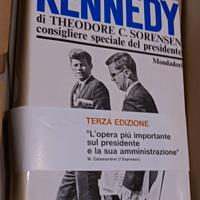 KENNEDY
di THEODORE C. SORENSEN
consigliere speciale del presidente
Mondadori
TERZA EDIZIONE
"L'opera più importante
sul presidente
e la sua amministrazione"
M. Calamandrei (l'Espresso)